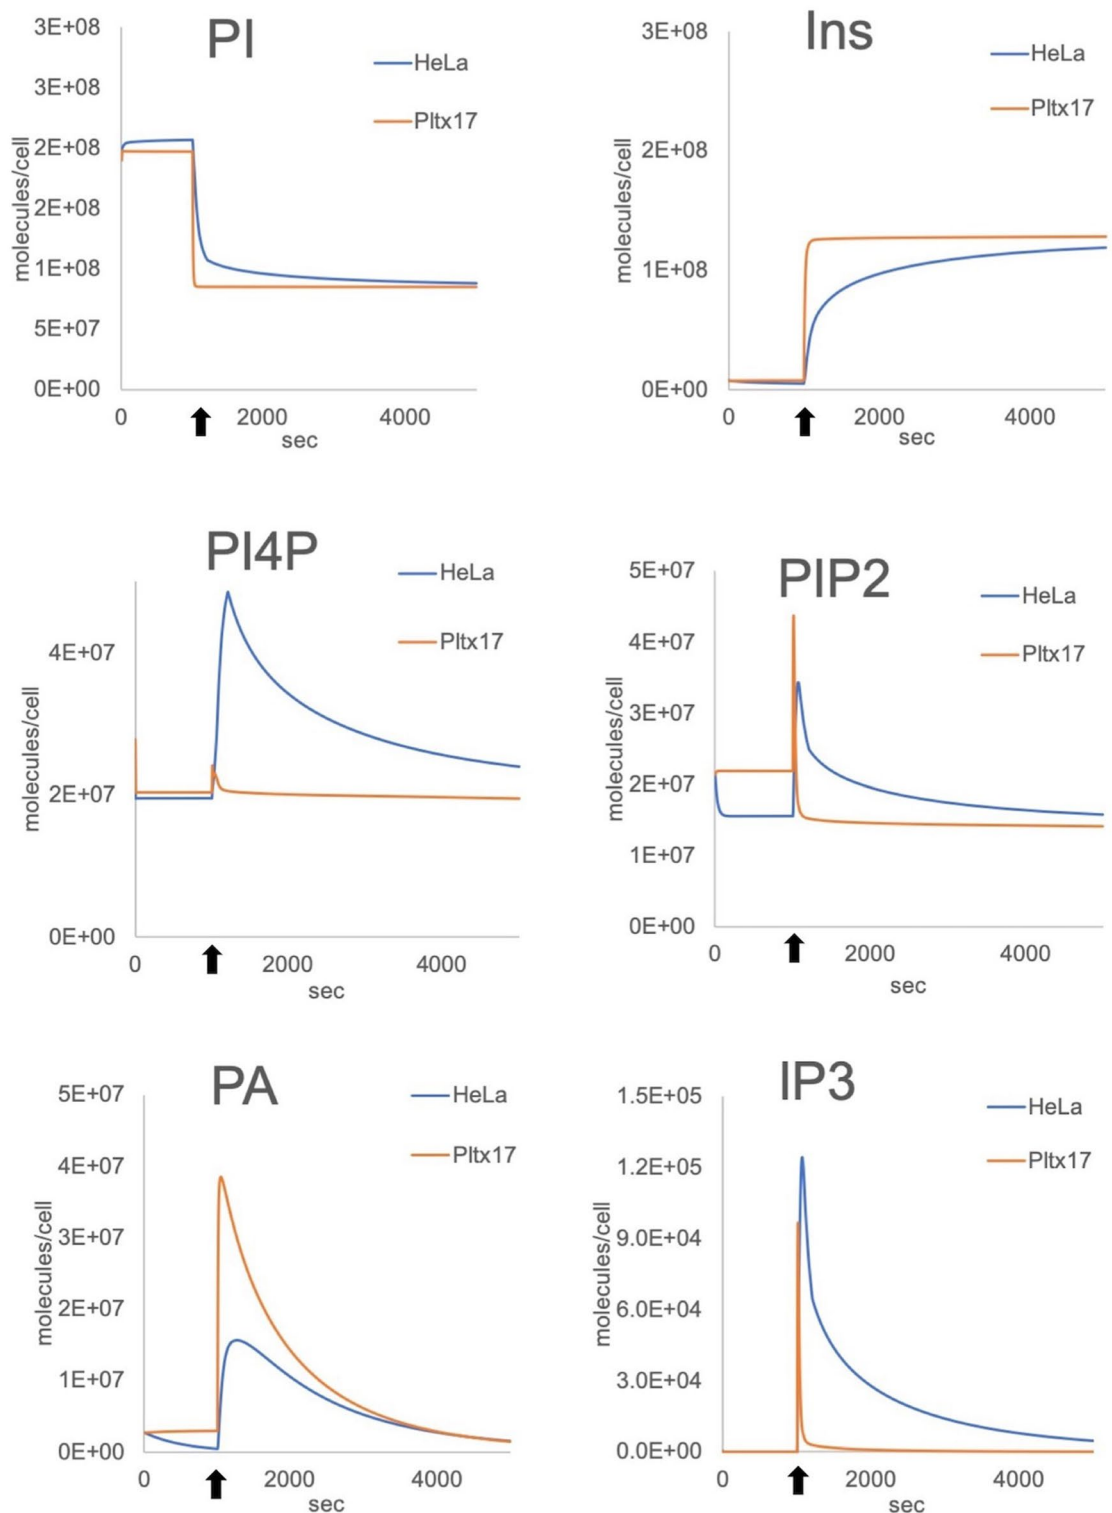 PI
3E+08
3E+08
2E+08
2E+08
1E+08
5E+07
0E+00
molecules/cell
HeLa
Pltx17
0 2000 4000
sec
Ins
3E+08
2E+08
1E+08
0E+00
molecules/cell
HeLa
Pltx17
0 2000 4000
sec
PI4P
4E+07
2E+07
0E+00
molecules/cell
HeLa
Pltx17
0 2000 4000
sec
PIP2
5E+07
4E+07
3E+07
2E+07
1E+07
0E+00
molecules/cell
HeLa
Pltx17
0 2000 4000
sec
PA
5E+07
4E+07
3E+07
2E+07
1E+07
0E+00
molecules/cell
HeLa
Pltx17
0 2000 4000
sec
IP3
1.5E+05
1.2E+05
9.0E+04
6.0E+04
3.0E+04
0.0E+00
molecules/cell
HeLa
Pltx17
0 2000 4000
sec